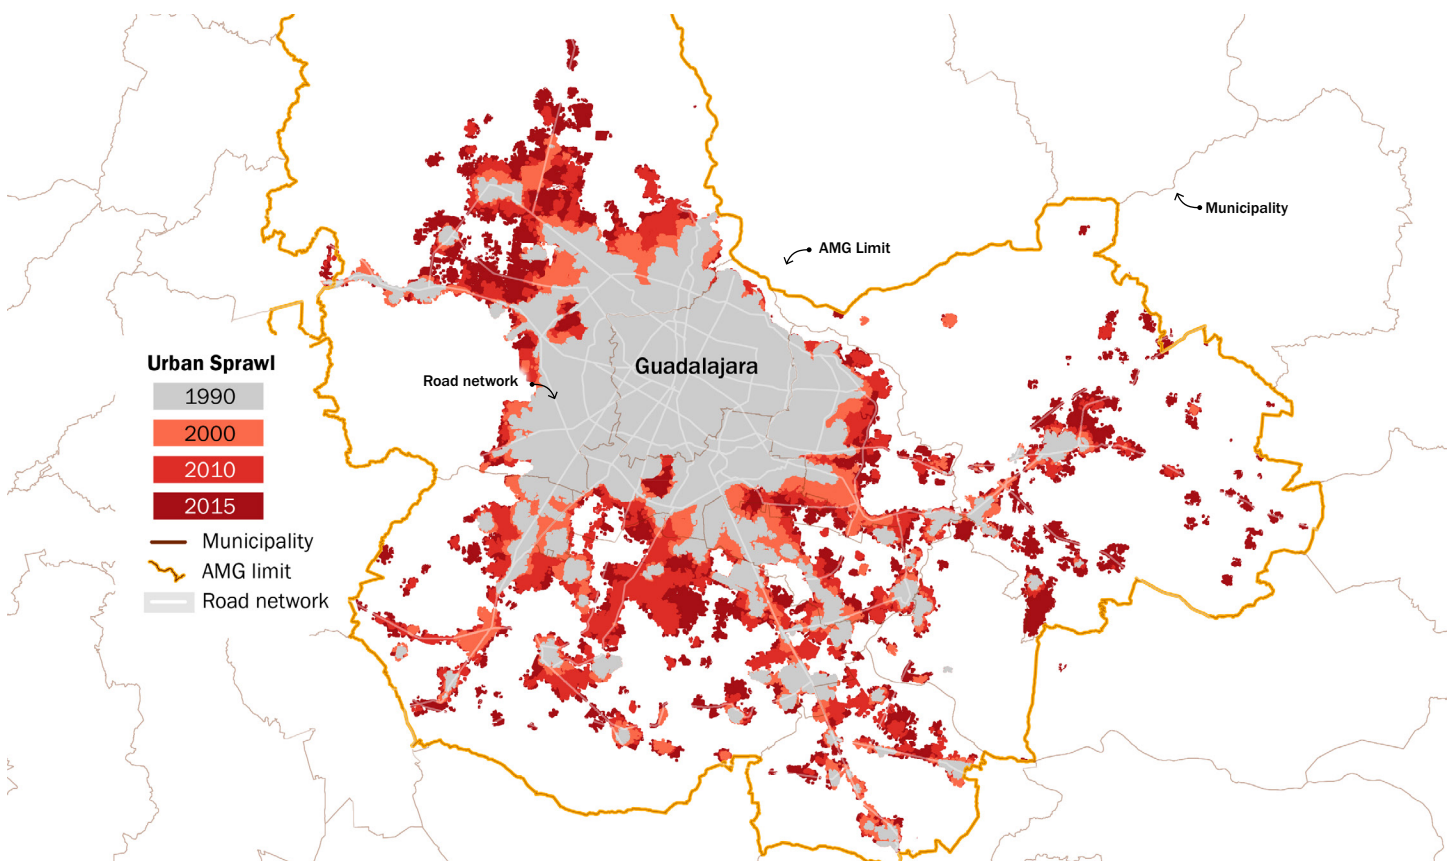 Municipality
AMG Limit
Guadalajara
Road network
Urban Sprawl
1990
2000
2010
2015
Municipality
AMG limit
Road network